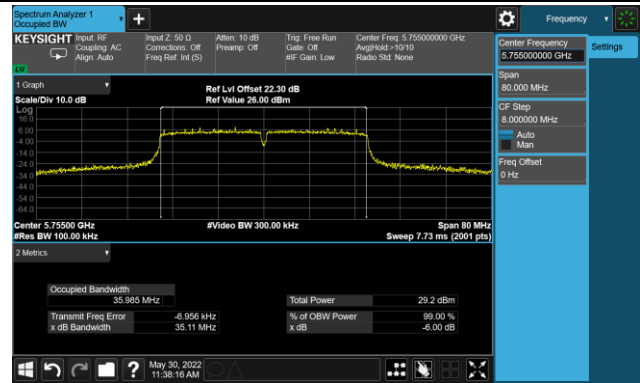 Spectrum Analyzer 1
Occupied BW
Frequency
KEYSIGHT
Input: RF
Coupling: AC
Align: Auto
Input Z: 50 Ω
Corrections: Off
Freq Ref: Int (S)
Atten: 10 dB
Preamp: Off
Trig: Free Run
Gate: Off
#IF Gain: Low
Center Freq: 5.755000000 GHz
Avg|Hold:>10/10
Radio Std: None
Center Frequency
5.755000000 GHz
Settings
Span
80.000 MHz
CF Step
8.000000 MHz
Auto
Man
Freq Offset
0 Hz
1 Graph
Scale/Div 10.0 dB
Ref Lvl Offset 22.30 dB
Ref Value 26.00 dBm
Log
16.0
6.00
-4.00
-14.0
-24.0
-34.0
-44.0
-54.0
-64.0
Center 5.75500 GHz
#Res BW 100.00 kHz
#Video BW 300.00 kHz
Span 80 MHz
Sweep 7.73 ms (2001 pts)
2 Metrics
Occupied Bandwidth
35.985 MHz
Total Power 29.2 dBm
Transmit Freq Error -6.956 kHz
% of OBW Power 99.00 %
x dB Bandwidth 35.11 MHz
x dB -6.00 dB
?
May 30, 2022
11:38:16 AM